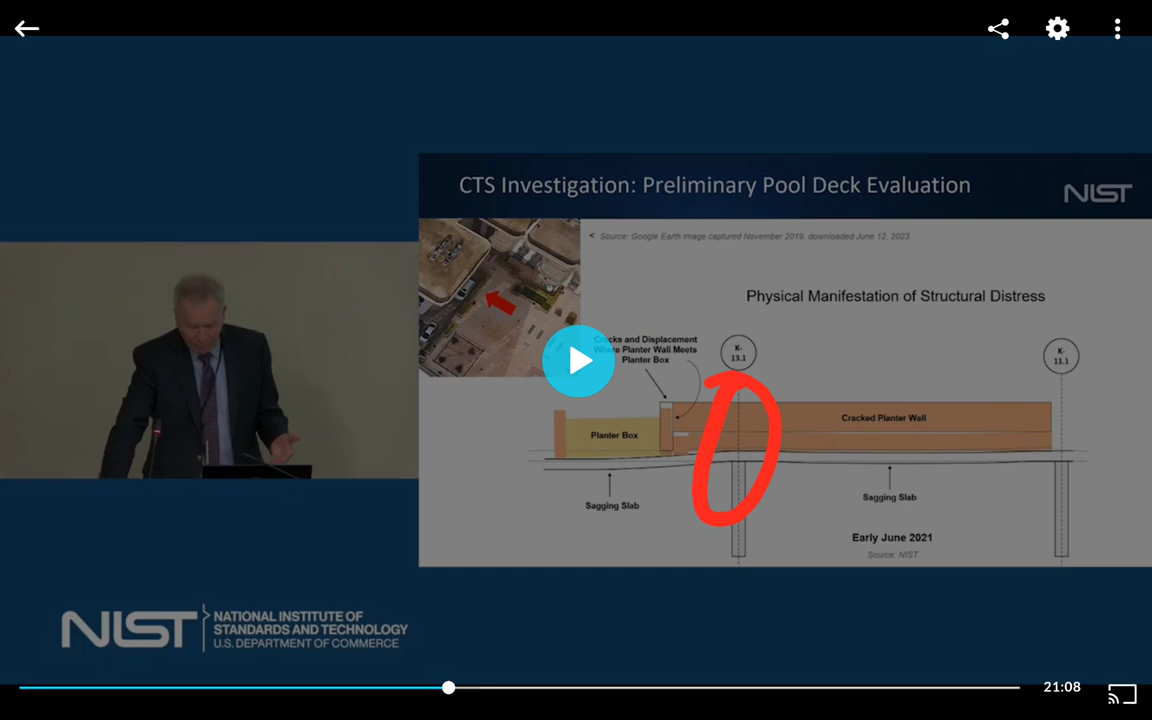 CTS Investigation: Preliminary Pool Deck Evaluation
NIST
< Source: Google Earth image captured November 2019, downloaded June 12, 2023
Physical Manifestation of Structural Distress
Cracks and Displacement
Where Planter Wall Meets
Planter Box
K-
13.1
K-
11.1
Cracked Planter Wall
Planter Box
Sagging Slab
Sagging Slab
Early June 2021
Source: NIST
NIST
NATIONAL INSTITUTE OF
STANDARDS AND TECHNOLOGY
U.S. DEPARTMENT OF COMMERCE
21:08